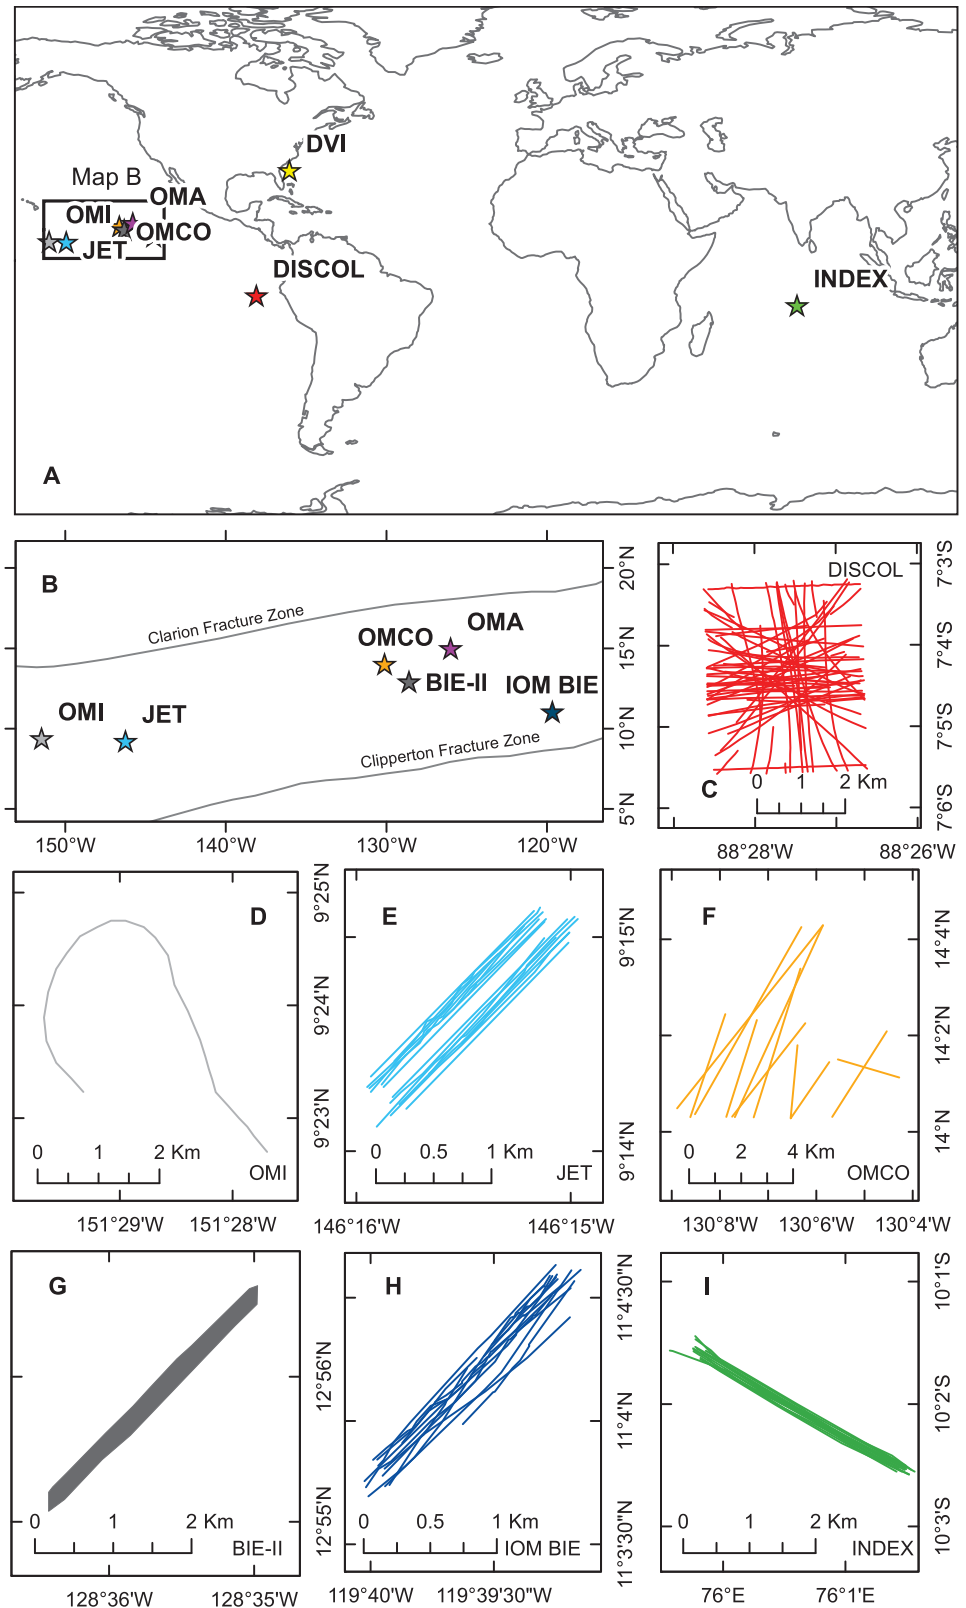 DVI
Map B
OMA
OMI
OMCO
JET
DISCOL
INDEX
A
B
Clarion Fracture Zone
OMCO
OMA
BIE-II
IOM BIE
OMI
JET
Clipperton Fracture Zone
20°N
15°N
10°N
5°N
150°W
140°W
130°W
120°W
DISCOL
C
0 1 2 Km
7°3'S
7°4'S
7°5'S
7°6'S
88°28'W
88°26'W
D
0 1 2 Km
OMI
9°25'N
9°24'N
9°23'N
151°29'W
151°28'W
E
0 0.5 1 Km
JET
9°15'N
9°14'N
146°16'W
146°15'W
F
0 2 4 Km
OMCO
14°4'N
14°2'N
14°N
130°8'W
130°6'W
130°4'W
G
0 1 2 Km
BIE-II
12°56'N
12°55'N
128°36'W
128°35'W
H
0 0.5 1 Km
IOM BIE
11°4'30"N
11°4'N
11°3'30"N
119°40'W
119°39'30"W
I
0 1 2 Km
INDEX
10°1'S
10°2'S
10°3'S
76°E
76°1'E